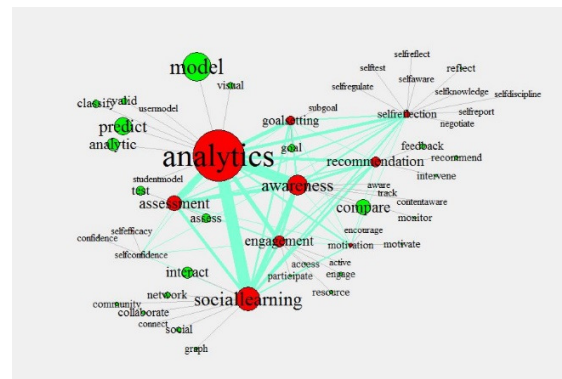 selfreflect
selftest
reflect
model
selfaware
selfregulate
selfknowledge
selfdiscipline
visual
classify
valid
usermodel
subgoal
selfreport
goalsetting
selfreflection
negotiate
predict
analytic
goal
feedback
analytics
recommendation
recommend
intervene
studentmodel
awareness
aware
test
track
assessment
compare
contentaware
assess
monitor
selfefficacy
encourage
confidence
engagement
motivation
motivate
selfconfidence
access
active
interact
participate
engage
network
sociallearning
resource
community
collaborate
connect
social
graph